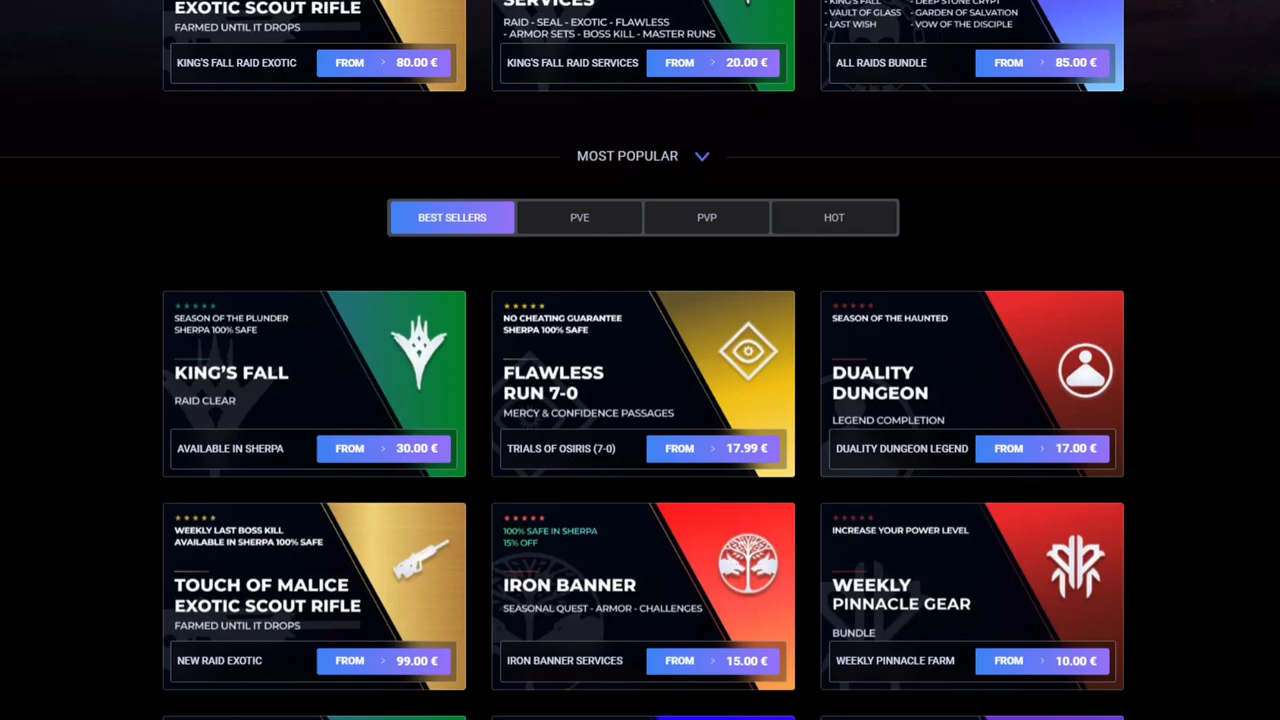 EXOTIC SCOUT RIFLE
FARMED UNTIL IT DROPS
KING'S FALL RAID EXOTIC
FROM > 80.00 €
SERVICES
RAID - SEAL - EXOTIC - FLAWLESS
- ARMOR SETS - BOSS KILL - MASTER RUNS
KING'S FALL RAID SERVICES
FROM > 20.00 €
- KING'S FALL - DEEP STONE CRYPT
- VAULT OF GLASS - GARDEN OF SALVATION
- LAST WISH - VOW OF THE DISCIPLE
ALL RAIDS BUNDLE
FROM > 85.00 €
MOST POPULAR
BEST SELLERS
PVE
PVP
HOT
SEASON OF THE PLUNDER
SHERPA 100% SAFE
KING'S FALL
RAID CLEAR
AVAILABLE IN SHERPA
FROM > 30.00 €
NO CHEATING GUARANTEE
SHERPA 100% SAFE
FLAWLESS
RUN 7-0
MERCY & CONFIDENCE PASSAGES
TRIALS OF OSIRIS (7-0)
FROM > 17.99 €
SEASON OF THE HAUNTED
DUALITY
DUNGEON
LEGEND COMPLETION
DUALITY DUNGEON LEGEND
FROM > 17.00 €
WEEKLY LAST BOSS KILL
AVAILABLE IN SHERPA 100% SAFE
TOUCH OF MALICE
EXOTIC SCOUT RIFLE
FARMED UNTIL IT DROPS
NEW RAID EXOTIC
FROM > 99.00 €
100% SAFE IN SHERPA
15% OFF
IRON BANNER
SEASONAL QUEST - ARMOR - CHALLENGES
IRON BANNER SERVICES
FROM > 15.00 €
INCREASE YOUR POWER LEVEL
WEEKLY
PINNACLE GEAR
BUNDLE
WEEKLY PINNACLE FARM
FROM > 10.00 €